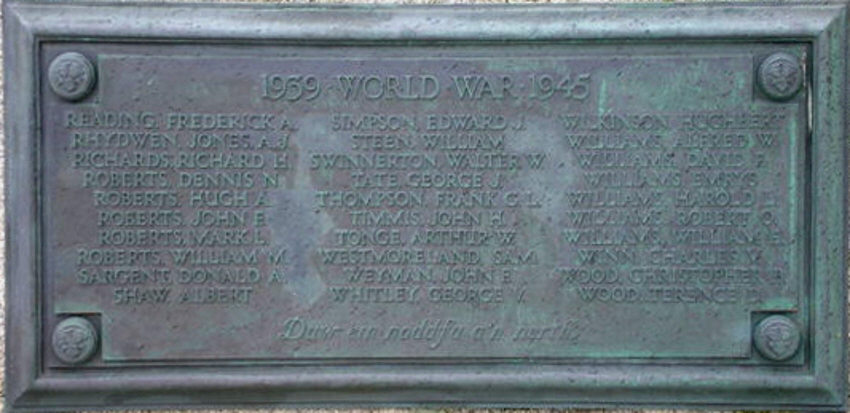 1939 · WORLD WAR · 1945
READING, FREDERICK A.
RHYDWEN, JONES, A.J.
RICHARDS, RICHARD H.
ROBERTS, DENNIS N.
ROBERTS, HUGH A.
ROBERTS, JOHN E.
ROBERTS, MARK L.
ROBERTS, WILLIAM M.
SARGENT, DONALD A.
SHAW ALBERT
SIMPSON, EDWARD J.
STEEN, WILLIAM
SWINNERTON, WALTER W.
TATE, GEORGE J.
THOMPSON, FRANK G.L.
TIMMIS, JOHN H.
TONGE, ARTHUR W.
WESTMORELAND, SAM.
WEYMAN, JOHN F.
WHITLEY, GEORGE V.
WILKINSON, HUGH
WILLIAMS, ALFRED W.
WILLIAMS, DAVID F.
WILLIAMS, EMRYS
WILLIAMS, HAROLD
WILLIAMS, ROBERT O.
WILLIAMS, WILLIAM E.
WINN, CHARLES V.
WOOD, CHRISTOPHER
WOOD, TERENCE
Duw ein noddfa a'n nerth